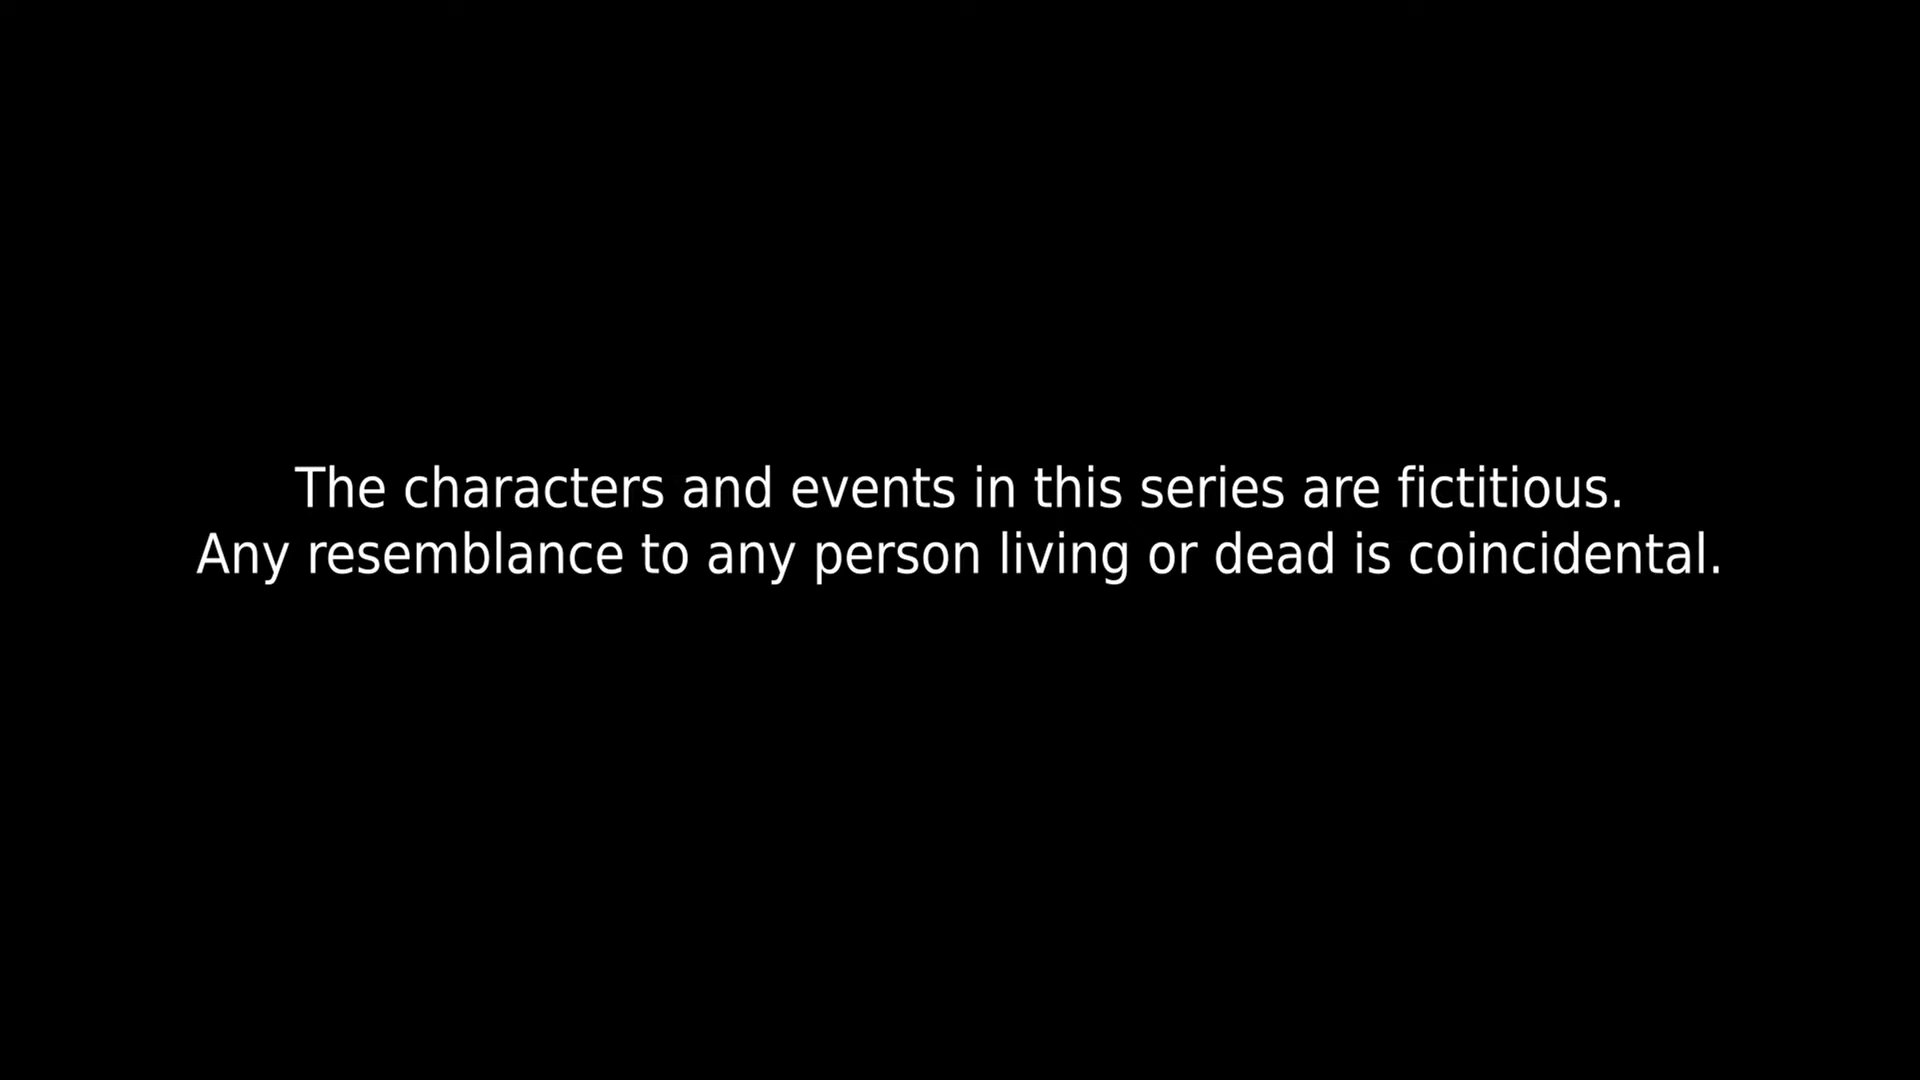 The characters and events in this series are fictitious.
Any resemblance to any person living or dead is coincidental.